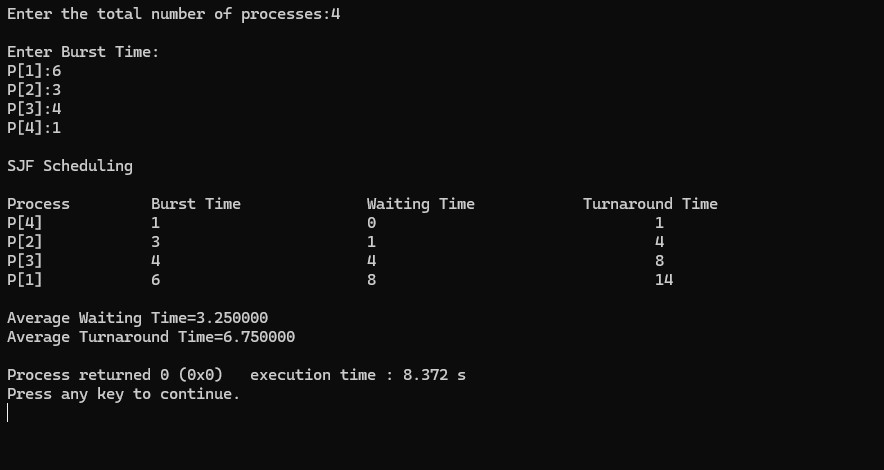 Enter the total number of processes:4
Enter Burst Time:
P[1]:6
P[2]:3
P[3]:4
P[4]:1
SJF Scheduling
Process Burst Time Waiting Time Turnaround Time
P[4] 1 0 1
P[2] 3 1 4
P[3] 4 4 8
P[1] 6 8 14
Average Waiting Time=3.250000
Average Turnaround Time=6.750000
Process returned 0 (0x0) execution time : 8.372 s
Press any key to continue.